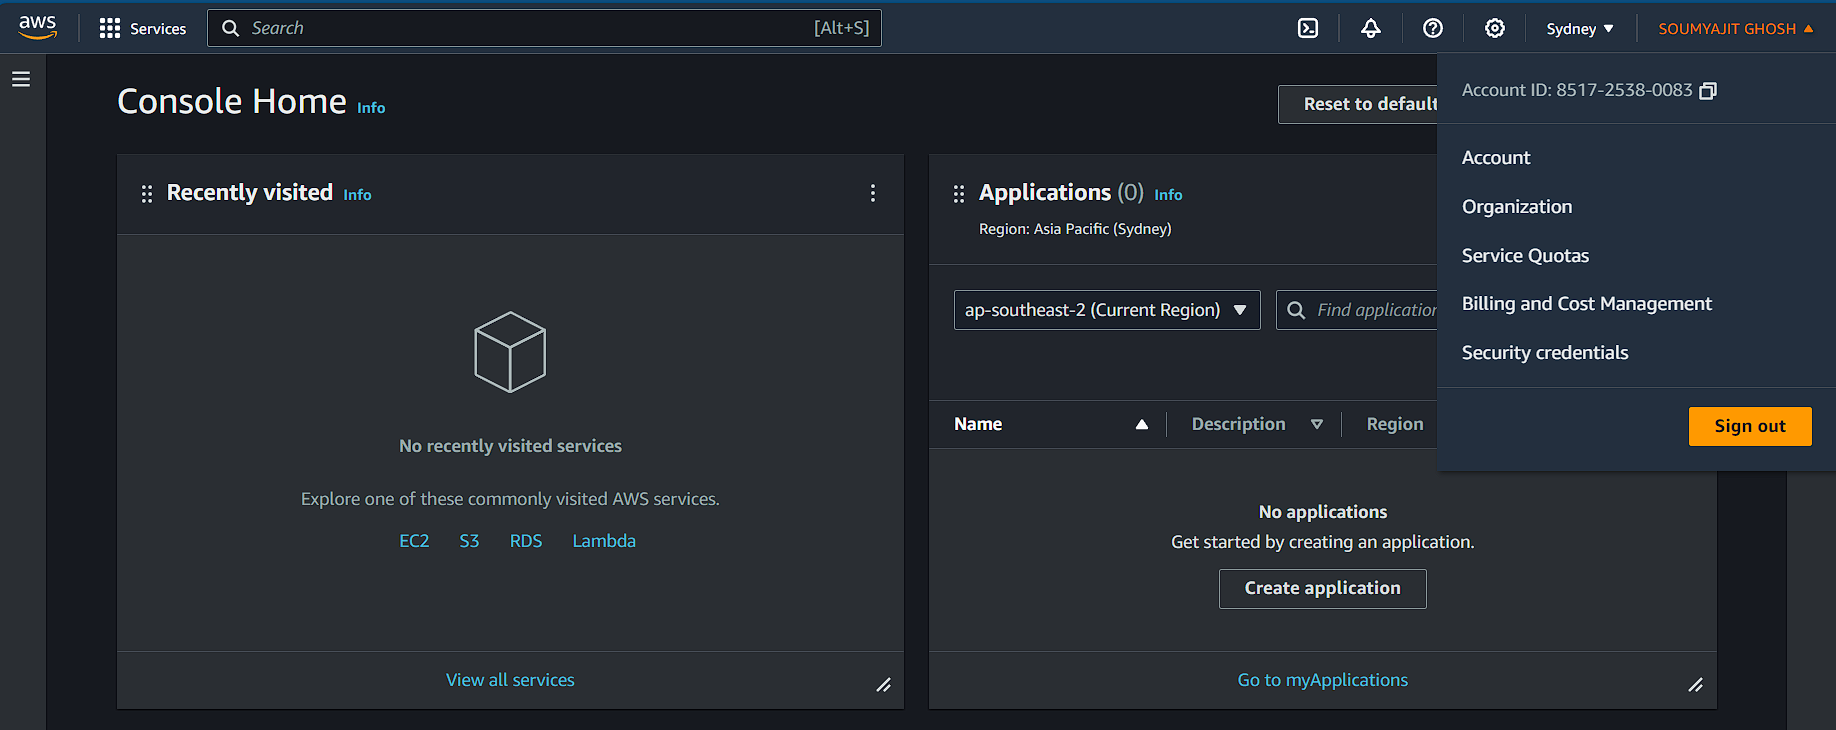 aws
Services
Search
[Alt+S]
Sydney
SOUMYAJIT GHOSH
Account ID: 8517-2538-0083
Account
Organization
Service Quotas
Billing and Cost Management
Security credentials
Sign out
Console Home Info
Reset to default
Recently visited Info
No recently visited services
Explore one of these commonly visited AWS services.
EC2 S3 RDS Lambda
View all services
Applications (0) Info
Region: Asia Pacific (Sydney)
ap-southeast-2 (Current Region)
Find application
Name Description Region
No applications
Get started by creating an application.
Create application
Go to myApplications